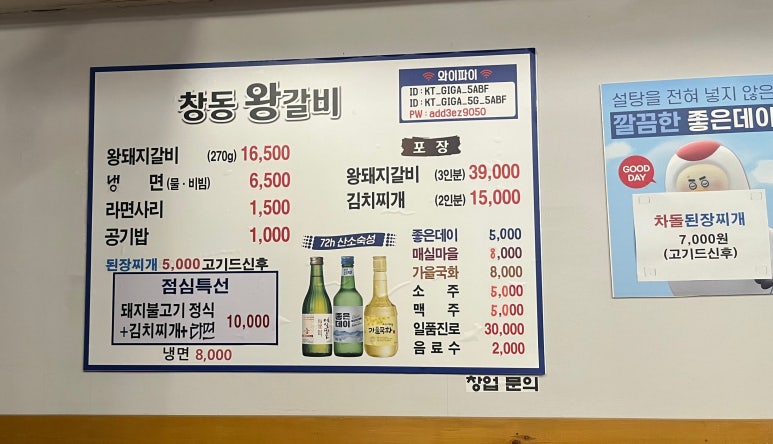 창동 왕갈비
와이파이
ID : KT_GIGA_5ABF
ID : KT_GIGA_5G_5ABF
PW : add3ez9050
왕돼지갈비 (270g) 16,500
냉 면 (물·비빔) 6,500
라면사리 1,500
공기밥 1,000
된장찌개 5,000 고기드신후
점심특선
돼지불고기 정식
+김치찌개+ 10,000
냉면 8,000
포 장
왕돼지갈비 (3인분) 39,000
김치찌개 (2인분) 15,000
72h 산소숙성
좋은데이
가을국화
좋은데이 5,000
매실마을 8,000
가을국화 8,000
소 주 5,000
맥 주 5,000
일품진로 30,000
음료수 2,000
창업 문의
설탕을 전혀 넣지 않은
깔끔한 좋은데이
GOOD
DAY
차돌된장찌개
7,000원
(고기드신후)